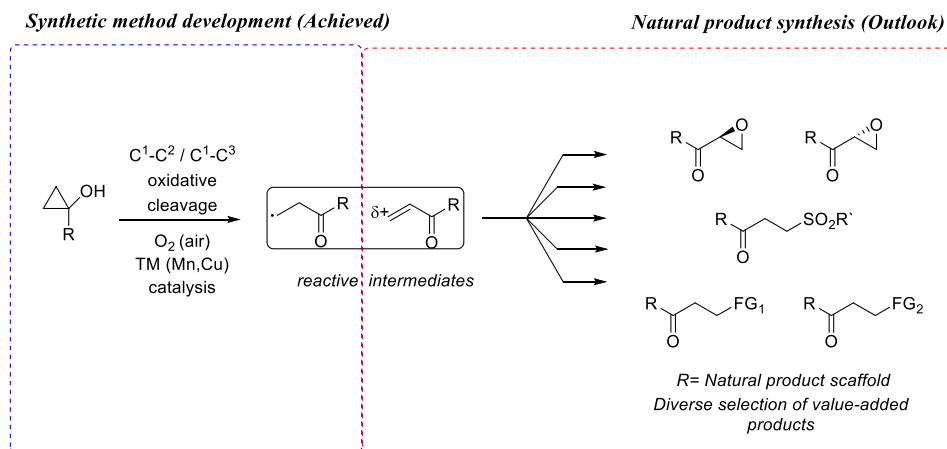 Synthetic method development (Achieved)
Natural product synthesis (Outlook)
C¹-C² / C¹-C³
oxidative
cleavage
O₂ (air)
TM (Mn,Cu)
catalysis
OH
R
R
O
δ+
R
O
reactive intermediates
R
O
O
R
O
O
R
O
SO₂R`
R
O
FG₁
R
O
FG₂
R= Natural product scaffold
Diverse selection of value-added
products